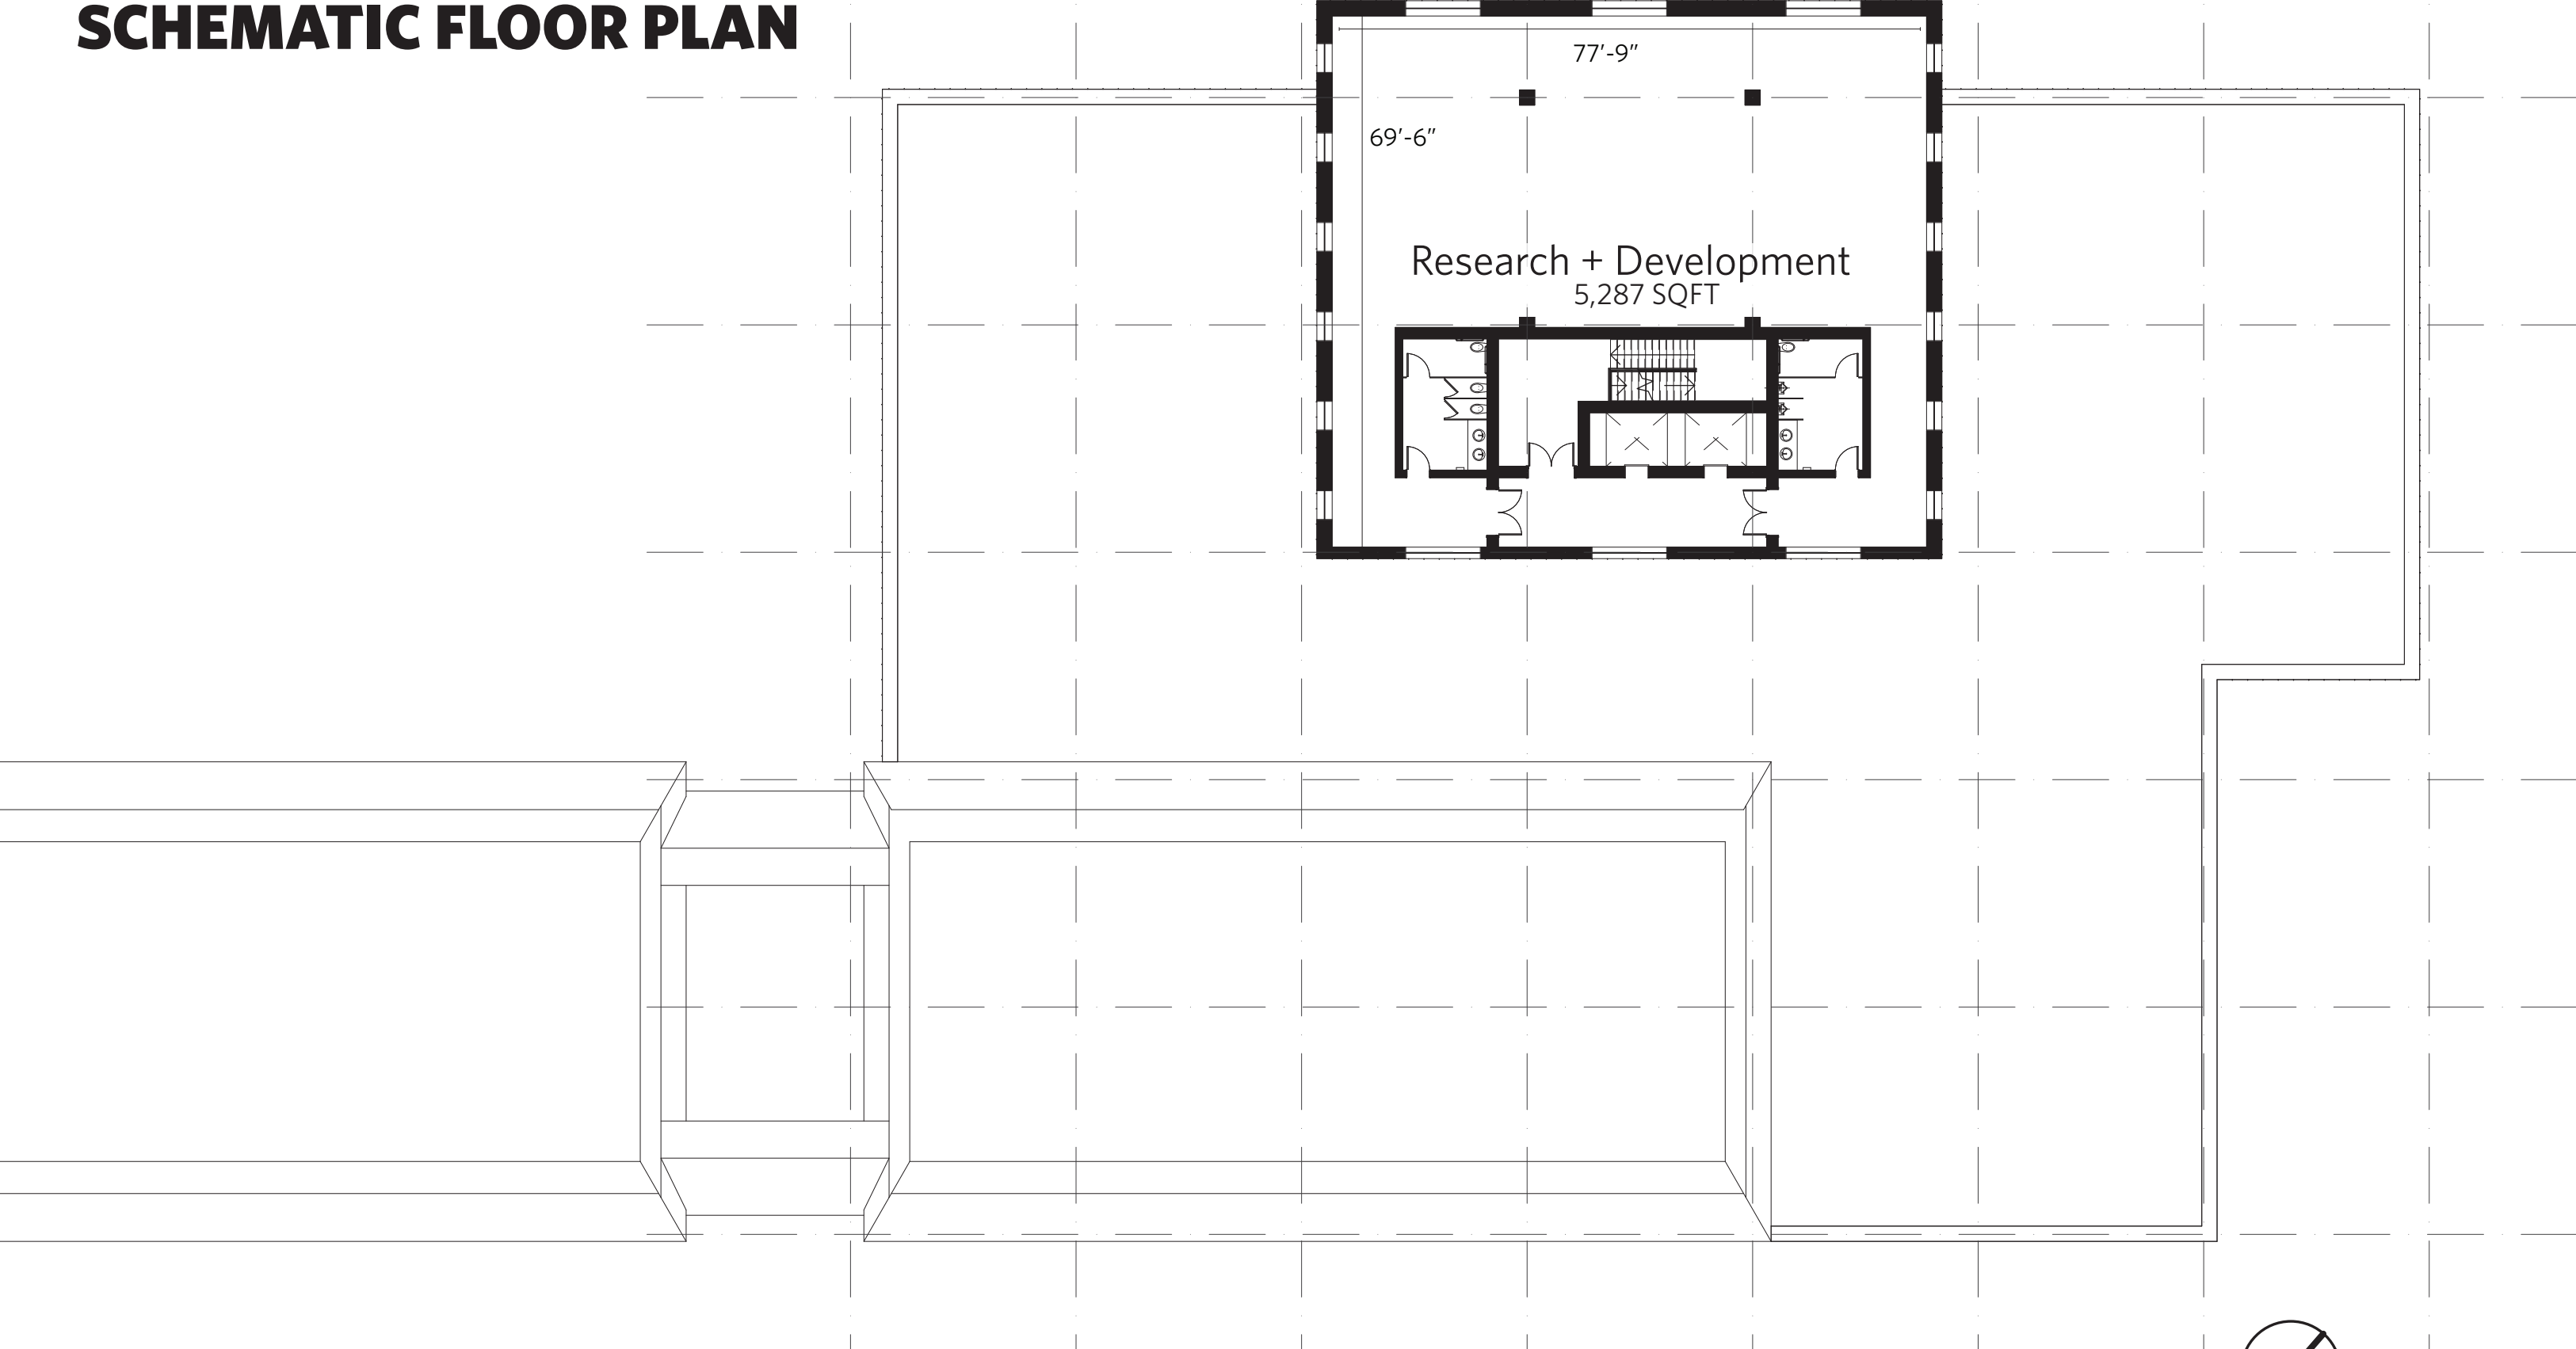 SCHEMATIC FLOOR PLAN
77’-9”
69’-6”
Research + Development
5,287 SQFT